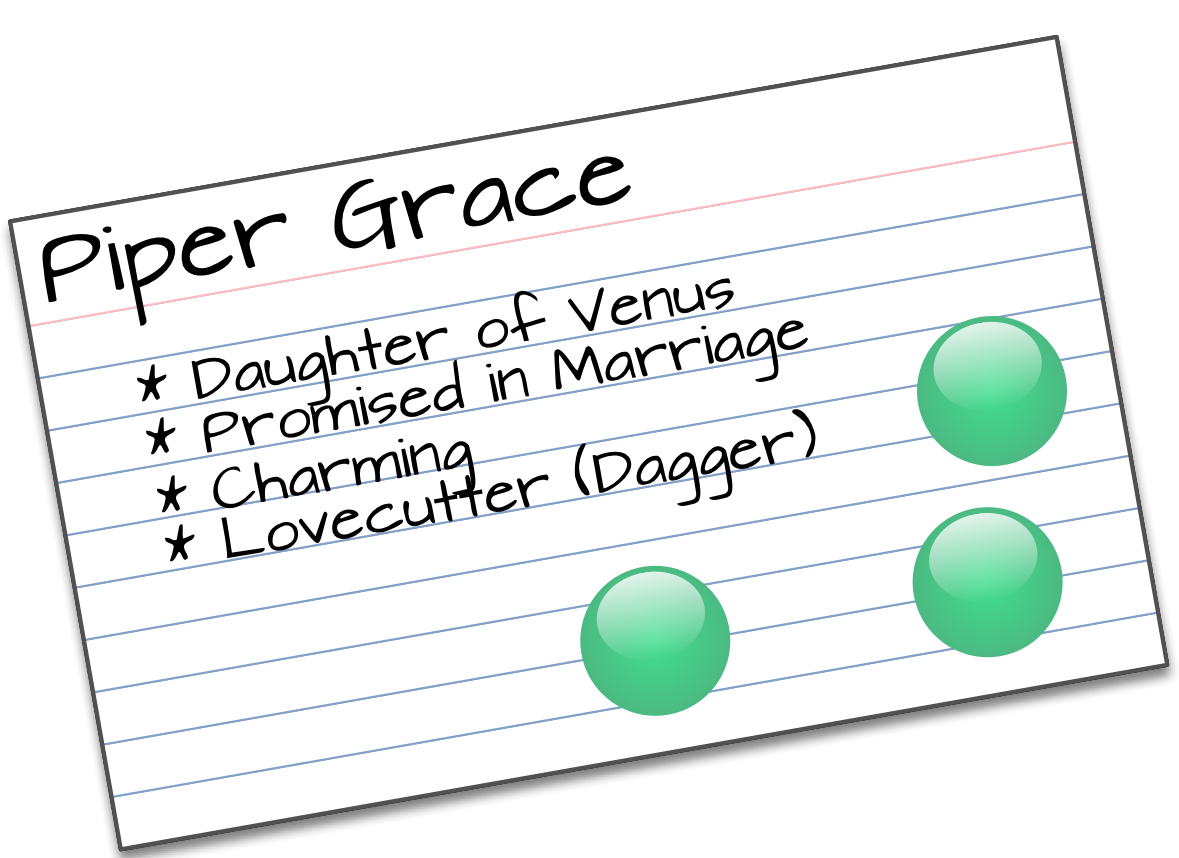 Piper Grace
* Daughter of Venus
* Promised in Marriage
* Charming
* Lovecutter (Dagger)